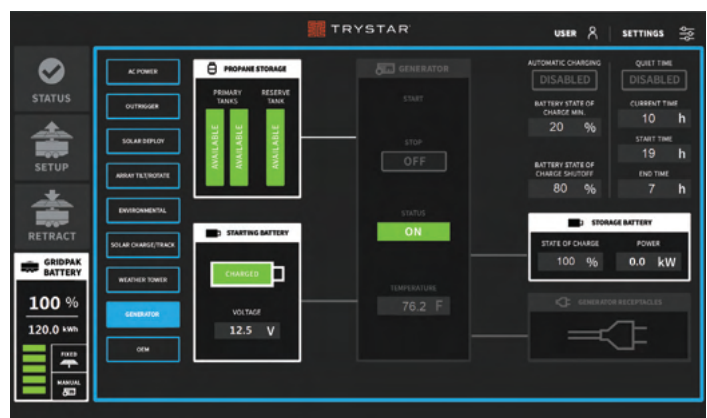 TRYSTAR
USER
SETTINGS
STATUS
SETUP
RETRACT
GRIDPAK
BATTERY
100 %
120.0 kWh
FIXED
MANUAL
AC POWER
OUTRIGGER
SOLAR DEPLOY
ARRAY TILT/ROTATE
ENVIRONMENTAL
SOLAR CHARGE/TRACK
WEATHER TOWER
GENERATOR
OEM
PROPANE STORAGE
PRIMARY
TANKS
RESERVE
TANK
AVAILABLE
AVAILABLE
AVAILABLE
STARTING BATTERY
CHARGED
VOLTAGE
12.5 V
GENERATOR
START
STOP
OFF
STATUS
ON
TEMPERATURE
76.2 F
AUTOMATIC CHARGING
DISABLED
BATTERY STATE OF
CHARGE MIN.
20 %
BATTERY STATE OF
CHARGE SHUTOFF
80 %
QUIET TIME
DISABLED
CURRENT TIME
10 h
START TIME
19 h
END TIME
7 h
STORAGE BATTERY
STATE OF CHARGE
100 %
POWER
0.0 kW
GENERATOR RECEPTACLES